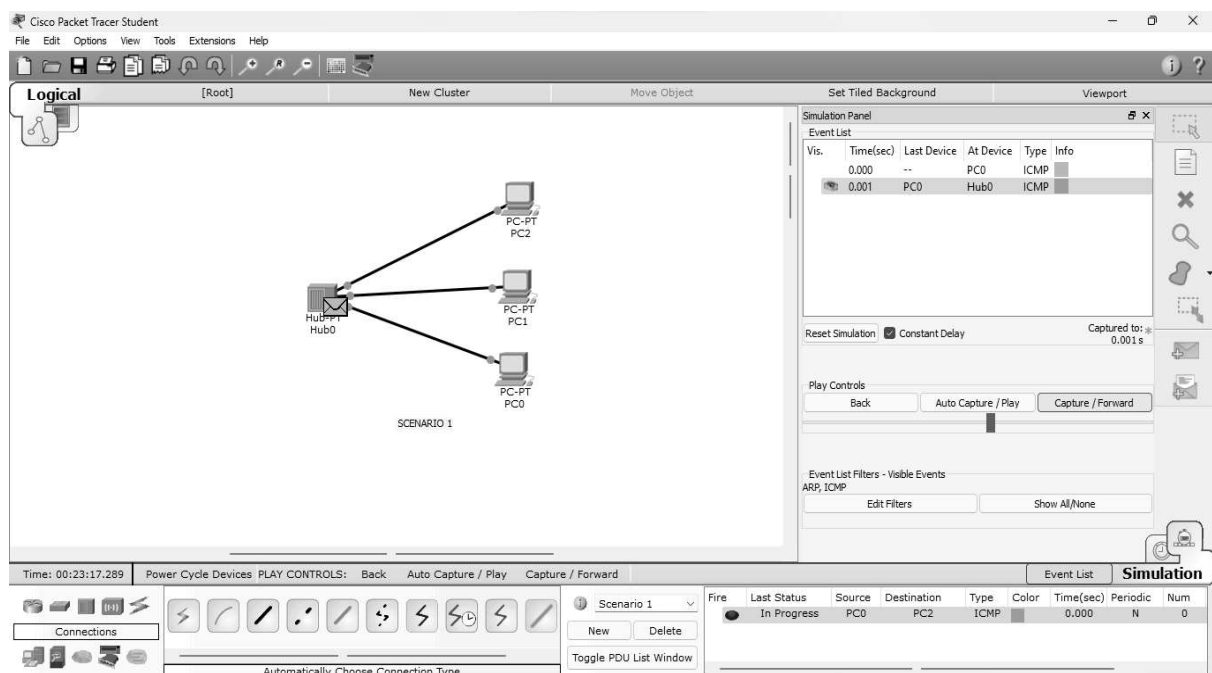 Cisco Packet Tracer Student
File Edit Options View Tools Extensions Help
Logical [Root] New Cluster Move Object Set Tiled Background Viewport
Simulation Panel
Event List
Vis. Time(sec) Last Device At Device Type Info
0.000 -- PC0 ICMP
0.001 PC0 Hub0 ICMP
PC-PT
PC2
PC-PT
PC1
Hub-PT
Hub0
PC-PT
PC0
SCENARIO 1
Reset Simulation Constant Delay Captured to: *
0.001 s
Play Controls
Back Auto Capture / Play Capture / Forward
Event List Filters - Visible Events
ARP, ICMP
Edit Filters Show All/None
Time: 00:23:17.289 Power Cycle Devices PLAY CONTROLS: Back Auto Capture / Play Capture / Forward Event List Simulation
Connections
Automatically Choose Connection Type
Scenario 1
New Delete
Toggle PDU List Window
Fire Last Status Source Destination Type Color Time(sec) Periodic Num
In Progress PC0 PC2 ICMP 0.000 N 0